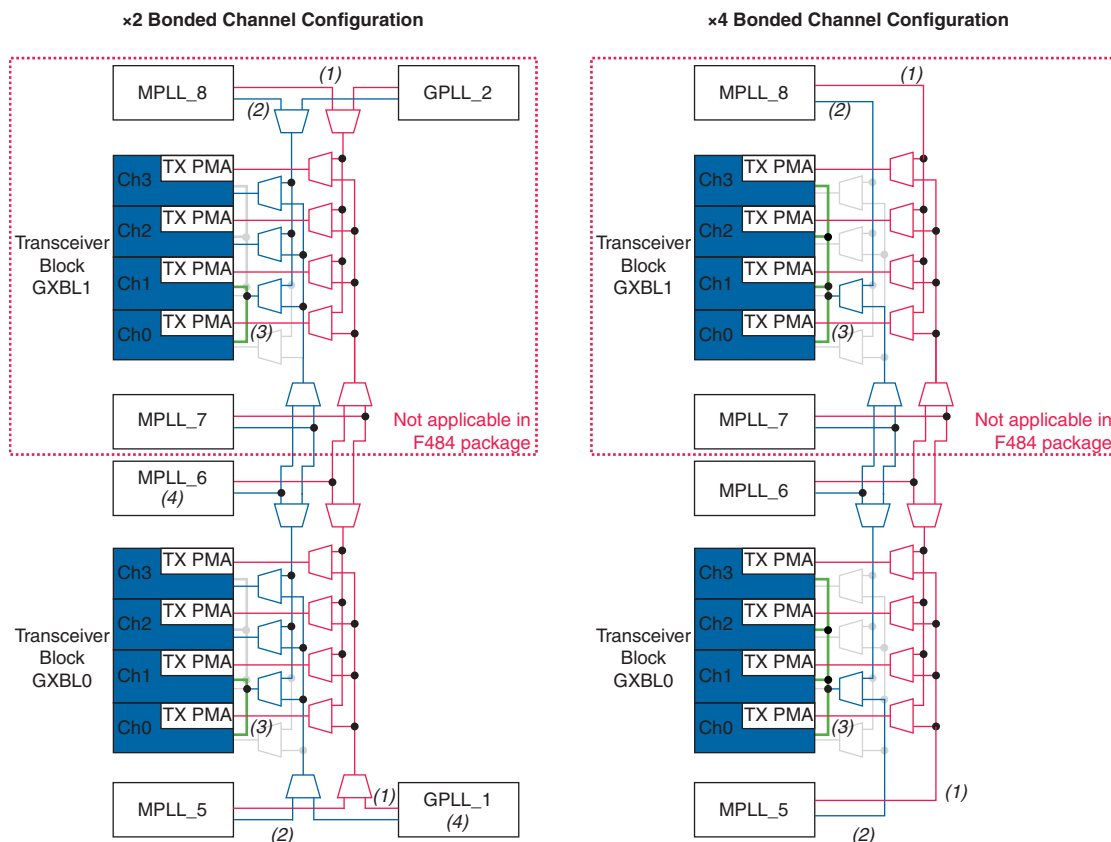 ×2 Bonded Channel Configuration
MPLL_8
(1)
(2)
GPLL_2
Transceiver
Block
GXBL1
Ch3
TX PMA
Ch2
TX PMA
Ch1
TX PMA
Ch0
TX PMA
(3)
MPLL_7
Not applicable in
F484 package
MPLL_6
(4)
Transceiver
Block
GXBL0
Ch3
TX PMA
Ch2
TX PMA
Ch1
TX PMA
Ch0
TX PMA
(3)
MPLL_5
(2)
(1)
GPLL_1
(4)
×4 Bonded Channel Configuration
MPLL_8
(1)
(2)
Transceiver
Block
GXBL1
Ch3
TX PMA
Ch2
TX PMA
Ch1
TX PMA
Ch0
TX PMA
(3)
MPLL_7
Not applicable in
F484 package
MPLL_6
Transceiver
Block
GXBL0
Ch3
TX PMA
Ch2
TX PMA
Ch1
TX PMA
Ch0
TX PMA
(3)
MPLL_5
(1)
(2)